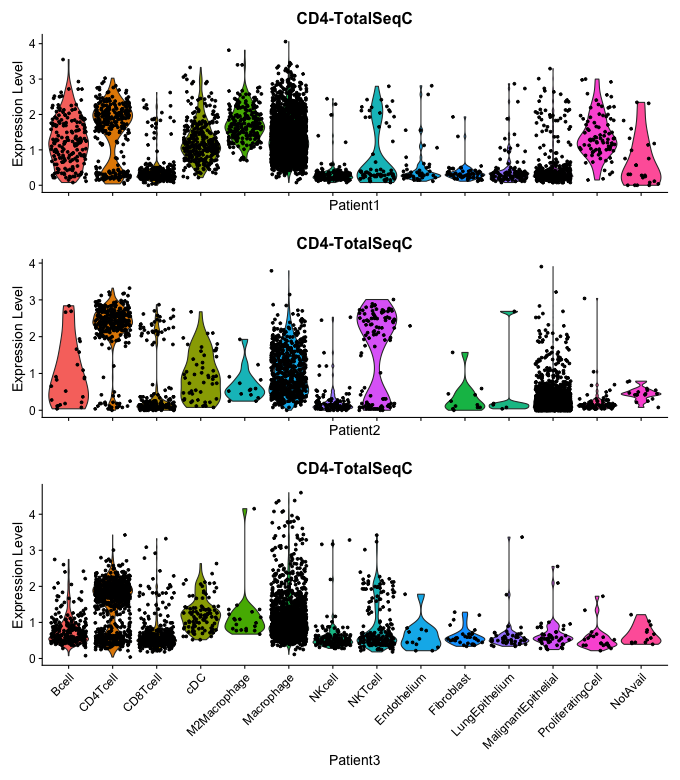 CD4-TotalSeqC
Expression Level
4
3
2
1
0
Patient1
CD4-TotalSeqC
Expression Level
4
3
2
1
0
Patient2
CD4-TotalSeqC
Expression Level
4
3
2
1
0
Bcell
CD4Tcell
CD8Tcell
cDC
M2Macrophage
Macrophage
NKcell
NKTcell
Endothelium
Fibroblast
LungEpithelium
MalignantEpithelial
ProliferatingCell
NotAvail
Patient3